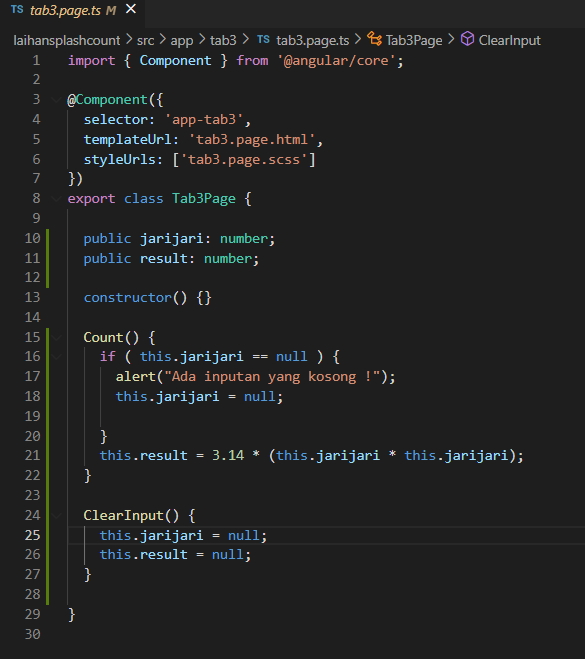 TS tab3.page.ts M ×
laihansplashcount > src > app > tab3 > TS tab3.page.ts > Tab3Page > ClearInput
1 import { Component } from '@angular/core';
2
3 @Component({
4   selector: 'app-tab3',
5   templateUrl: 'tab3.page.html',
6   styleUrls: ['tab3.page.scss']
7 })
8 export class Tab3Page {
9
10   public jarijari: number;
11   public result: number;
12
13   constructor() {}
14
15   Count() {
16     if ( this.jarijari == null ) {
17       alert("Ada inputan yang kosong !");
18       this.jarijari = null;
19
20     }
21     this.result = 3.14 * (this.jarijari * this.jarijari);
22   }
23
24   ClearInput() {
25     this.jarijari = null;
26     this.result = null;
27   }
28
29 }
30